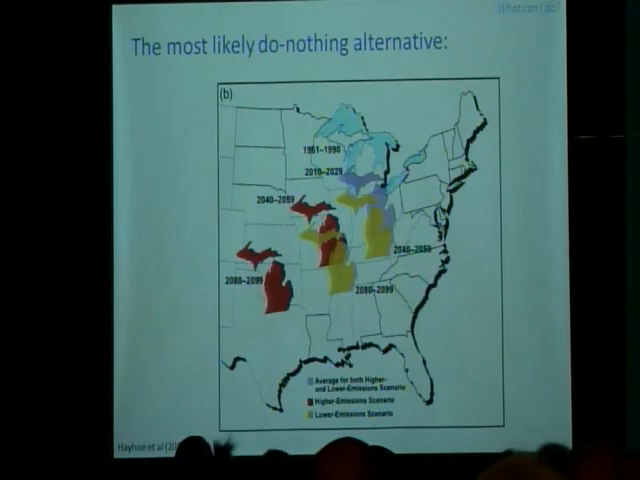 What can I do?
The most likely do-nothing alternative:
(b)
1961–1990
2010–2029
2040–2059
2040–2059
2080–2099
2080–2099
Average for both Higher-
and Lower-Emissions Scenario
Higher-Emissions Scenario
Lower-Emissions Scenario
Hayhoe et al